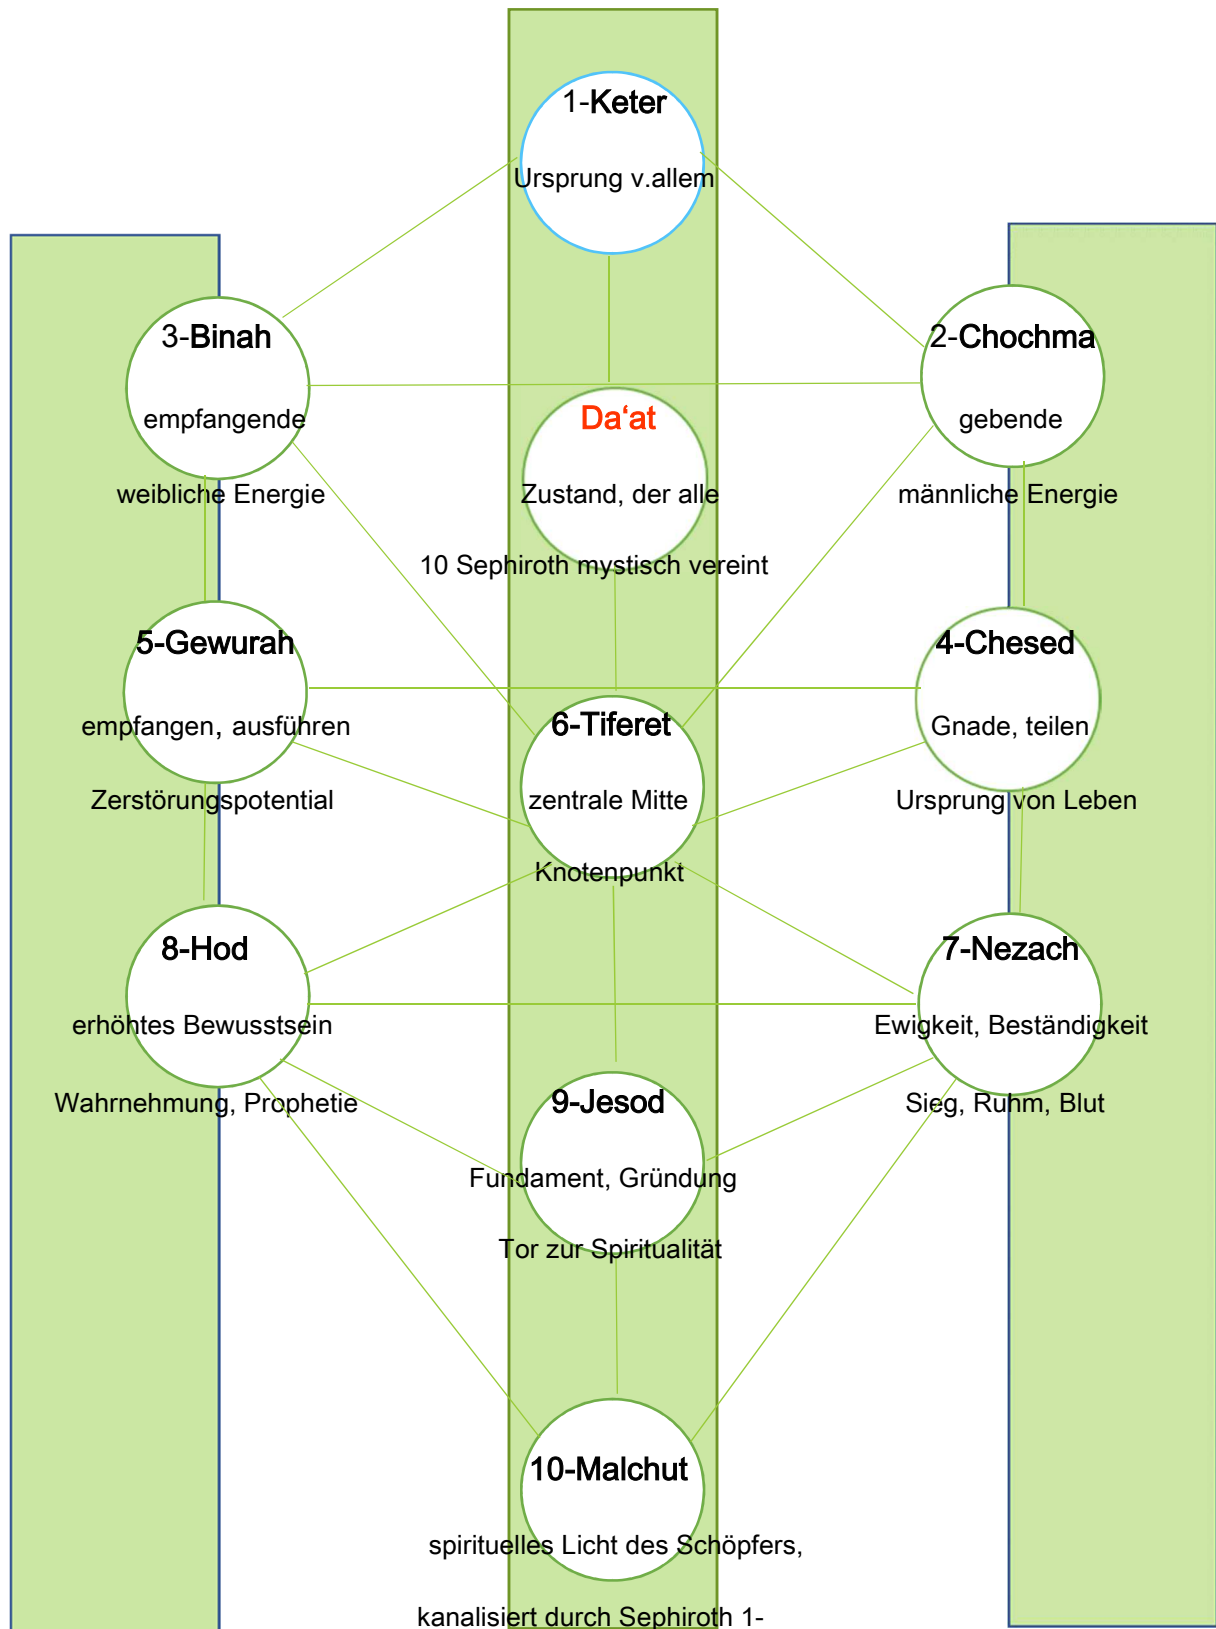 1-Keter
Ursprung v.allem
3-Binah
empfangende
weibliche Energie
2-Chochma
gebende
männliche Energie
Da‘at
Zustand, der alle
10 Sephiroth mystisch vereint
5-Gewurah
empfangen, ausführen
Zerstörungspotential
4-Chesed
Gnade, teilen
Ursprung von Leben
6-Tiferet
zentrale Mitte
Knotenpunkt
8-Hod
erhöhtes Bewusstsein
Wahrnehmung, Prophetie
7-Nezach
Ewigkeit, Beständigkeit
Sieg, Ruhm, Blut
9-Jesod
Fundament, Gründung
Tor zur Spiritualität
10-Malchut
spirituelles Licht des Schöpfers,
kanalisiert durch Sephiroth 1-